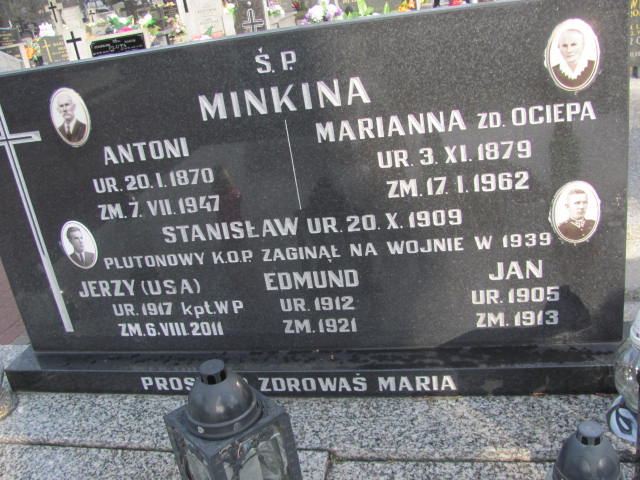 Ś. P.
MINKINA
ANTONI
UR. 20. I. 1870
ZM. 7. VII. 1947
MARIANNA ZD. OCIEPA
UR. 3. XI. 1879
ZM. 17. I. 1962
STANISŁAW UR. 20. X. 1909
PLUTONOWY K.O.P. ZAGINĄŁ NA WOJNIE W 1939
JERZY (USA)
UR. 1917 kpt. W P
ZM. 6. VIII. 2011
EDMUND
UR. 1912
ZM. 1921
JAN
UR. 1905
ZM. 1913
ZDROWAŚ MARIA